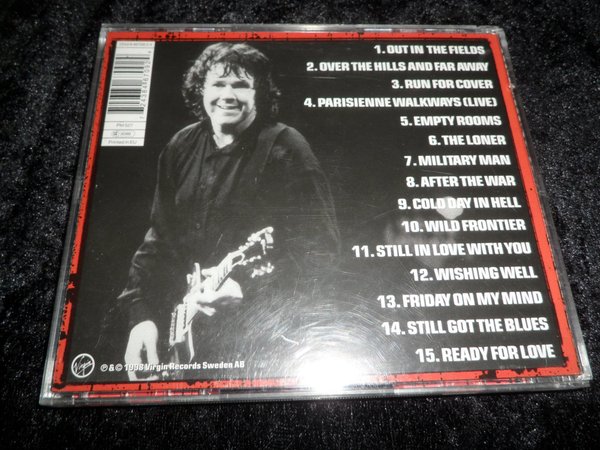 1. OUT IN THE FIELDS
2. OVER THE HILLS AND FAR AWAY
3. RUN FOR COVER
4. PARISIENNE WALKWAYS (LIVE)
5. EMPTY ROOMS
6. THE LONER
7. MILITARY MAN
8. AFTER THE WAR
9. COLD DAY IN HELL
10. WILD FRONTIER
11. STILL IN LOVE WITH YOU
12. WISHING WELL
13. FRIDAY ON MY MIND
14. STILL GOT THE BLUES
15. READY FOR LOVE
Printed in EU
Virgin
℗ & © 1998 Virgin Records Sweden AB